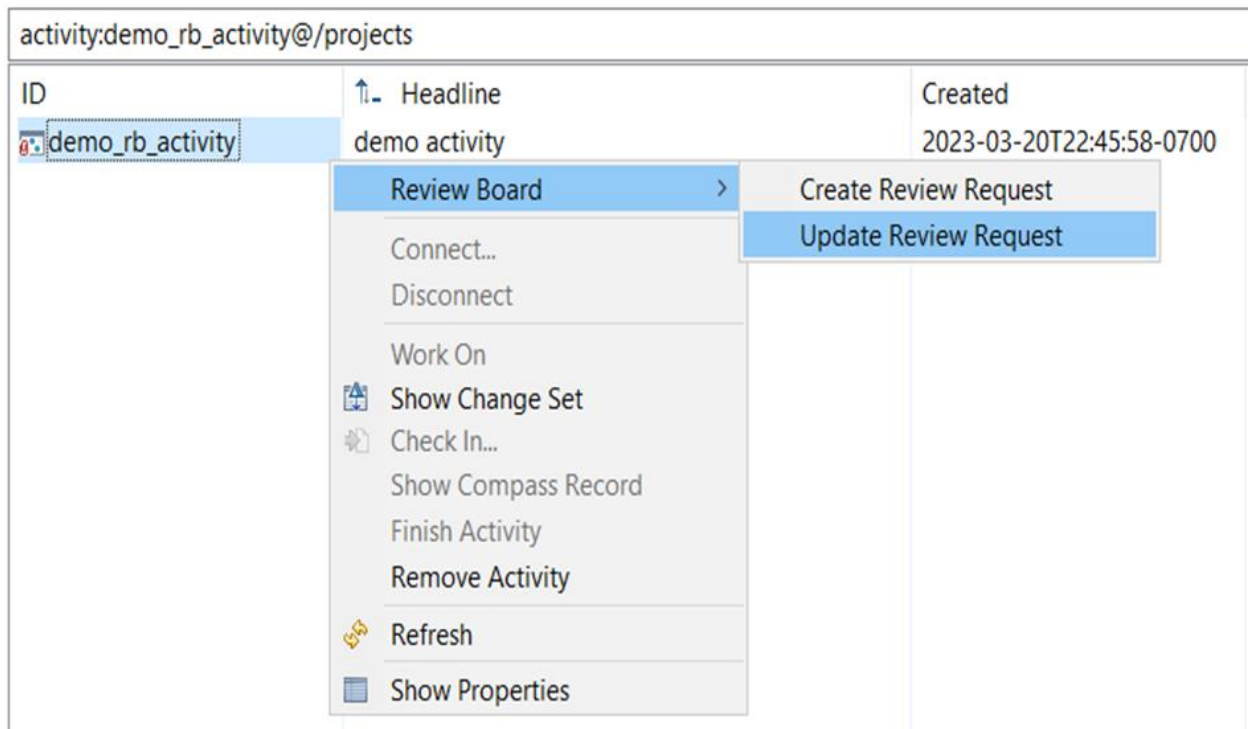 activity:demo_rb_activity@/projects
ID Headline Created
demo_rb_activity demo activity 2023-03-20T22:45:58-0700
Review Board > Create Review Request
Update Review Request
Connect...
Disconnect
Work On
Show Change Set
Check In...
Show Compass Record
Finish Activity
Remove Activity
Refresh
Show Properties